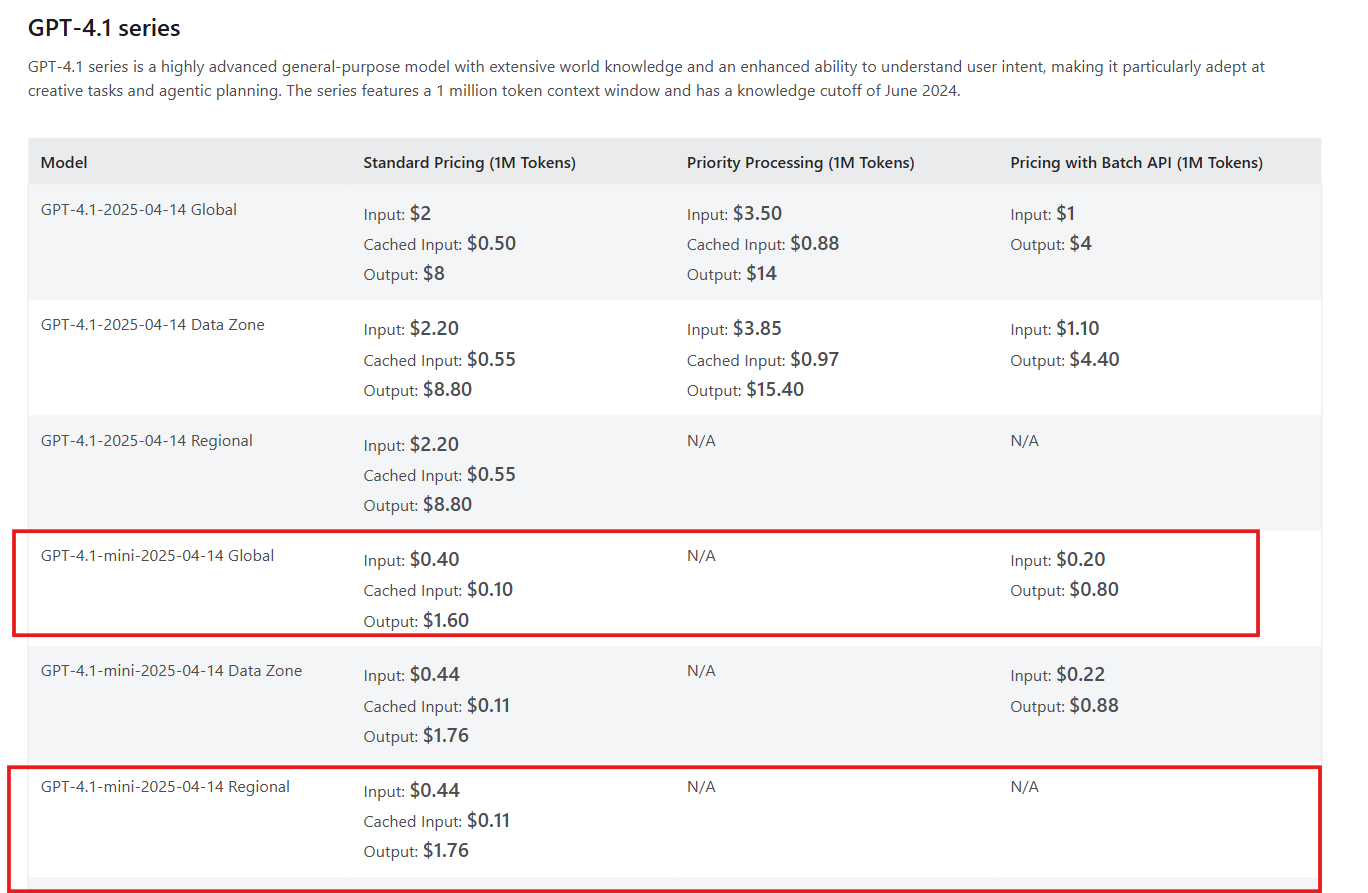 GPT-4.1 series
GPT-4.1 series is a highly advanced general-purpose model with extensive world knowledge and an enhanced ability to understand user intent, making it particularly adept at
creative tasks and agentic planning. The series features a 1 million token context window and has a knowledge cutoff of June 2024.
Model Standard Pricing (1M Tokens) Priority Processing (1M Tokens) Pricing with Batch API (1M Tokens)
GPT-4.1-2025-04-14 Global Input: $2 Input: $3.50 Input: $1
Cached Input: $0.50 Cached Input: $0.88 Output: $4
Output: $8 Output: $14
GPT-4.1-2025-04-14 Data Zone Input: $2.20 Input: $3.85 Input: $1.10
Cached Input: $0.55 Cached Input: $0.97 Output: $4.40
Output: $8.80 Output: $15.40
GPT-4.1-2025-04-14 Regional Input: $2.20 N/A N/A
Cached Input: $0.55
Output: $8.80
GPT-4.1-mini-2025-04-14 Global Input: $0.40 N/A Input: $0.20
Cached Input: $0.10 Output: $0.80
Output: $1.60
GPT-4.1-mini-2025-04-14 Data Zone Input: $0.44 N/A Input: $0.22
Cached Input: $0.11 Output: $0.88
Output: $1.76
GPT-4.1-mini-2025-04-14 Regional Input: $0.44 N/A N/A
Cached Input: $0.11
Output: $1.76